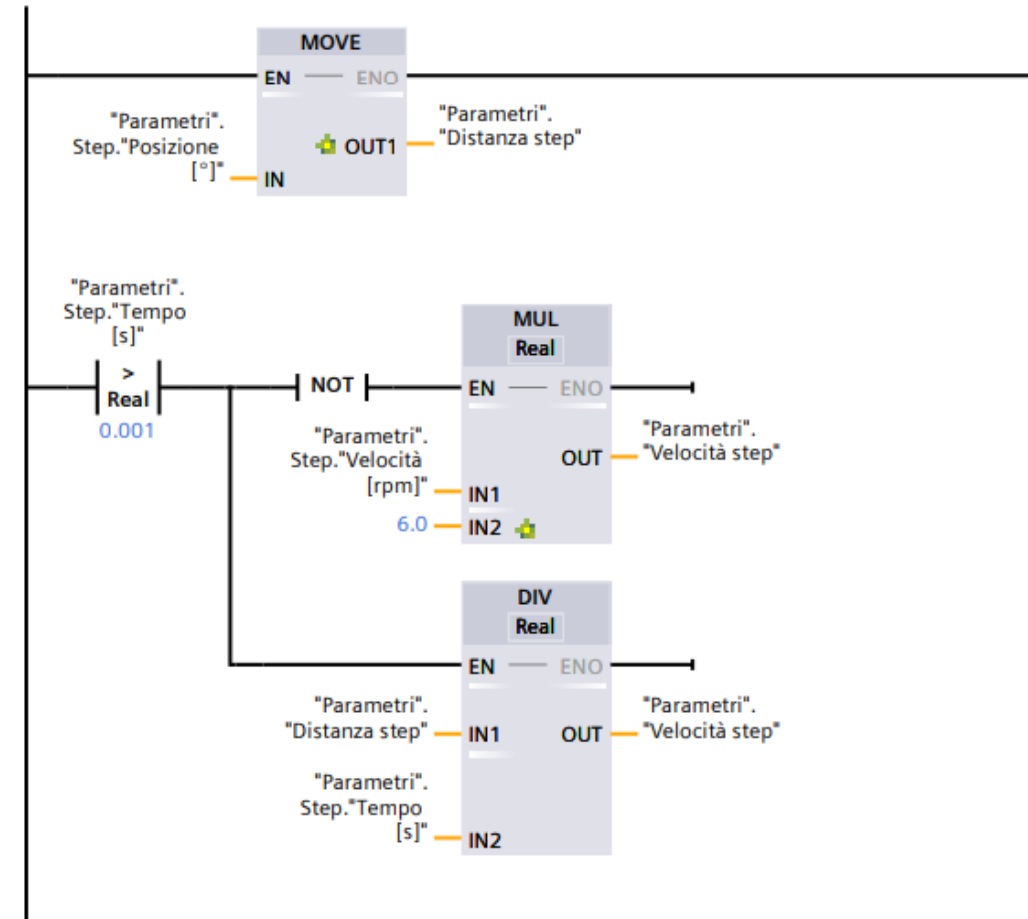 MOVE
EN
ENO
"Parametri".
Step."Posizione
[°]"
IN
OUT1
"Parametri".
"Distanza step"
"Parametri".
Step."Tempo
[s]"
>
Real
0.001
NOT
MUL
Real
EN
ENO
"Parametri".
Step."Velocità
[rpm]"
IN1
6.0
IN2
OUT
"Parametri".
"Velocità step"
DIV
Real
EN
ENO
"Parametri".
"Distanza step"
IN1
"Parametri".
Step."Tempo
[s]"
IN2
OUT
"Parametri".
"Velocità step"